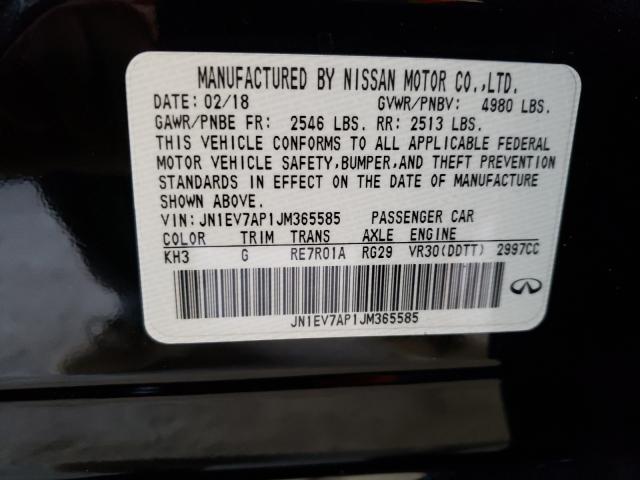 MANUFACTURED BY NISSAN MOTOR CO.,LTD.
DATE: 02/18 GVWR/PNBV: 4980 LBS.
GAWR/PNBE FR: 2546 LBS. RR: 2513 LBS.
THIS VEHICLE CONFORMS TO ALL APPLICABLE FEDERAL
MOTOR VEHICLE SAFETY,BUMPER,AND THEFT PREVENTION
STANDARDS IN EFFECT ON THE DATE OF MANUFACTURE
SHOWN ABOVE.
VIN: JN1EV7AP1JM365585 PASSENGER CAR
COLOR TRIM TRANS AXLE ENGINE
KH3 G RE7R01A RG29 VR30(DDTT) 2997CC
JN1EV7AP1JM365585